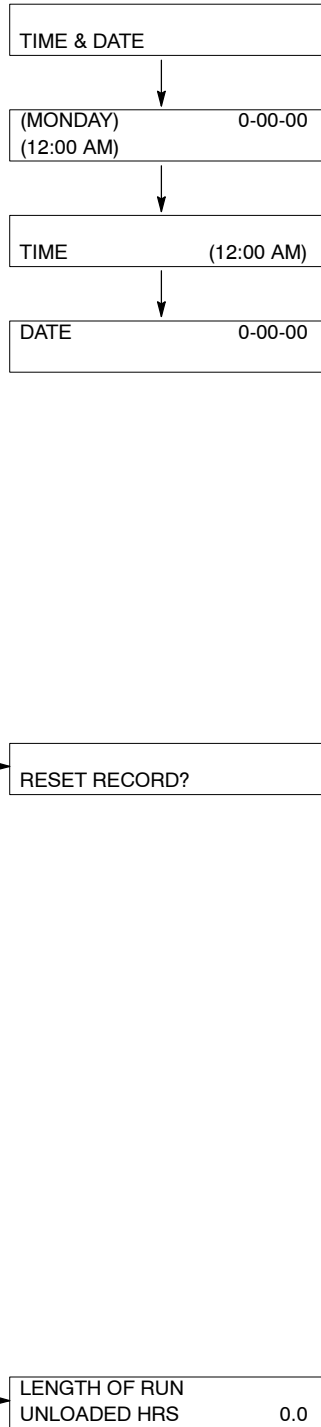 TIME & DATE
(MONDAY) 0-00-00
(12:00 AM)
TIME (12:00 AM)
DATE 0-00-00
RESET RECORD?
LENGTH OF RUN
UNLOADED HRS 0.0